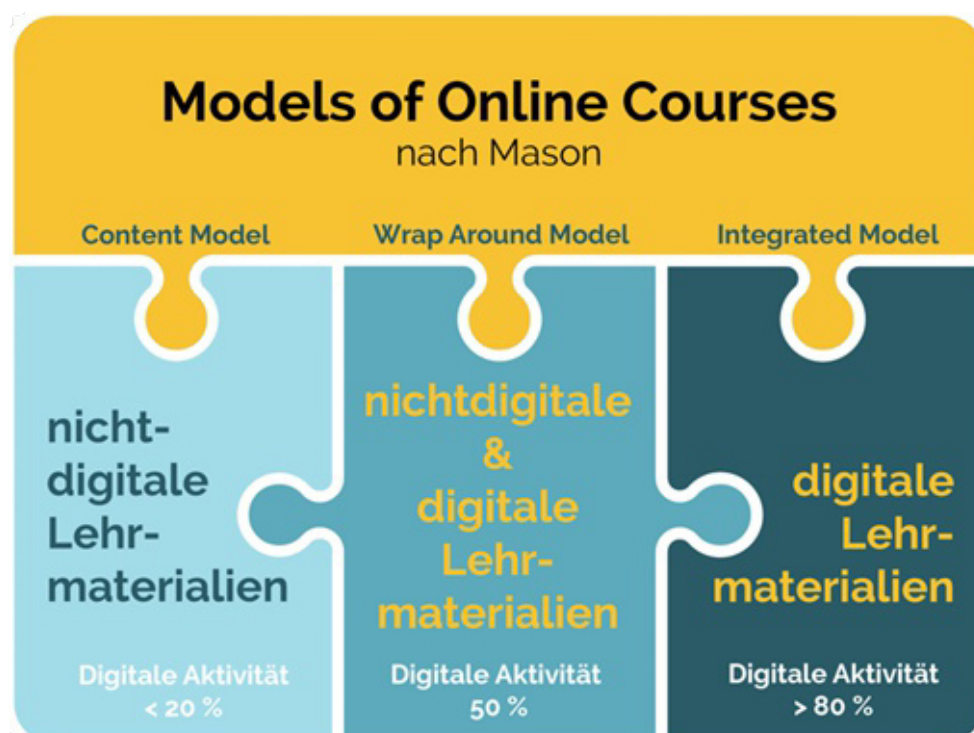 Models of Online Courses
nach Mason
Content Model
Wrap Around Model
Integrated Model
nicht-
digitale
Lehr-
materialien
Digitale Aktivität
< 20 %
nichtdigitale
&
digitale
Lehr-
materialien
Digitale Aktivität
50 %
digitale
Lehr-
materialien
Digitale Aktivität
> 80 %